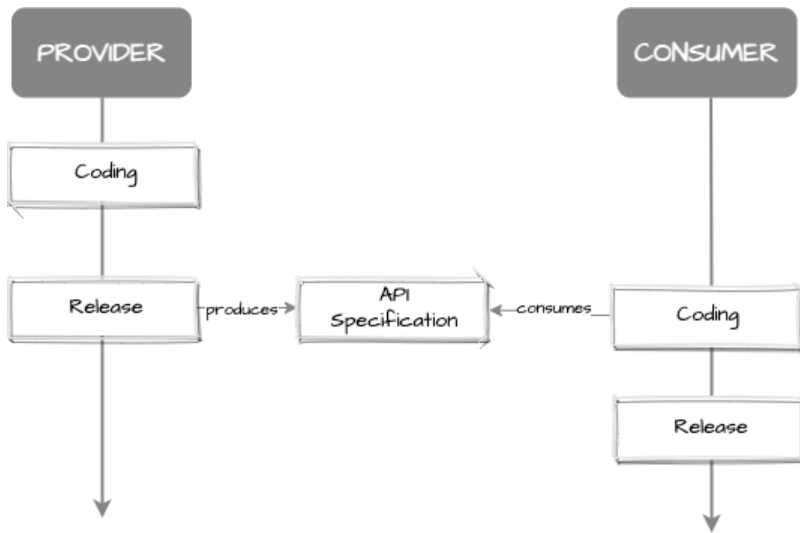 PROVIDER
CONSUMER
Coding
Release
produces
API
Specification
consumes
Coding
Release